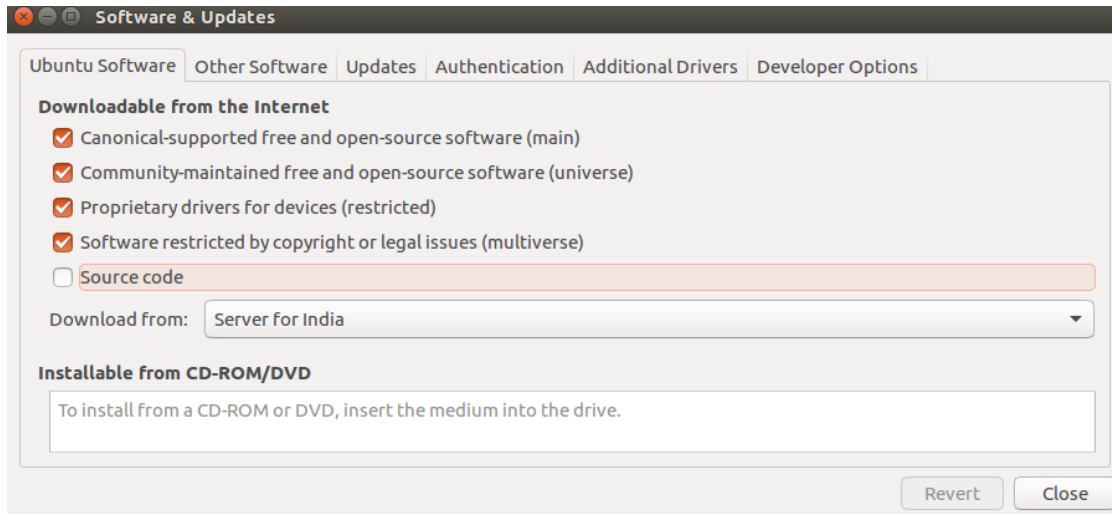 Software & Updates
Ubuntu Software Other Software Updates Authentication Additional Drivers Developer Options
Downloadable from the Internet
Canonical-supported free and open-source software (main)
Community-maintained free and open-source software (universe)
Proprietary drivers for devices (restricted)
Software restricted by copyright or legal issues (multiverse)
Source code
Download from: Server for India
Installable from CD-ROM/DVD
To install from a CD-ROM or DVD, insert the medium into the drive.
Revert Close